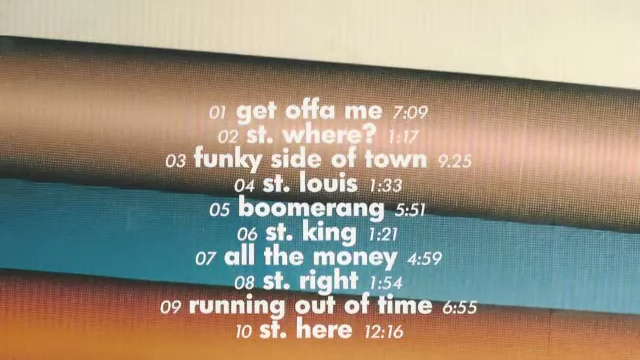 01 get offa me 7:09
02 st. where? 1:17
03 funky side of town 9.25
04 st. louis 1:33
05 boomerang 5:51
06 st. king 1:21
07 all the money 4:59
08 st. right 1:54
09 running out of time 6:55
10 st. here 12:16